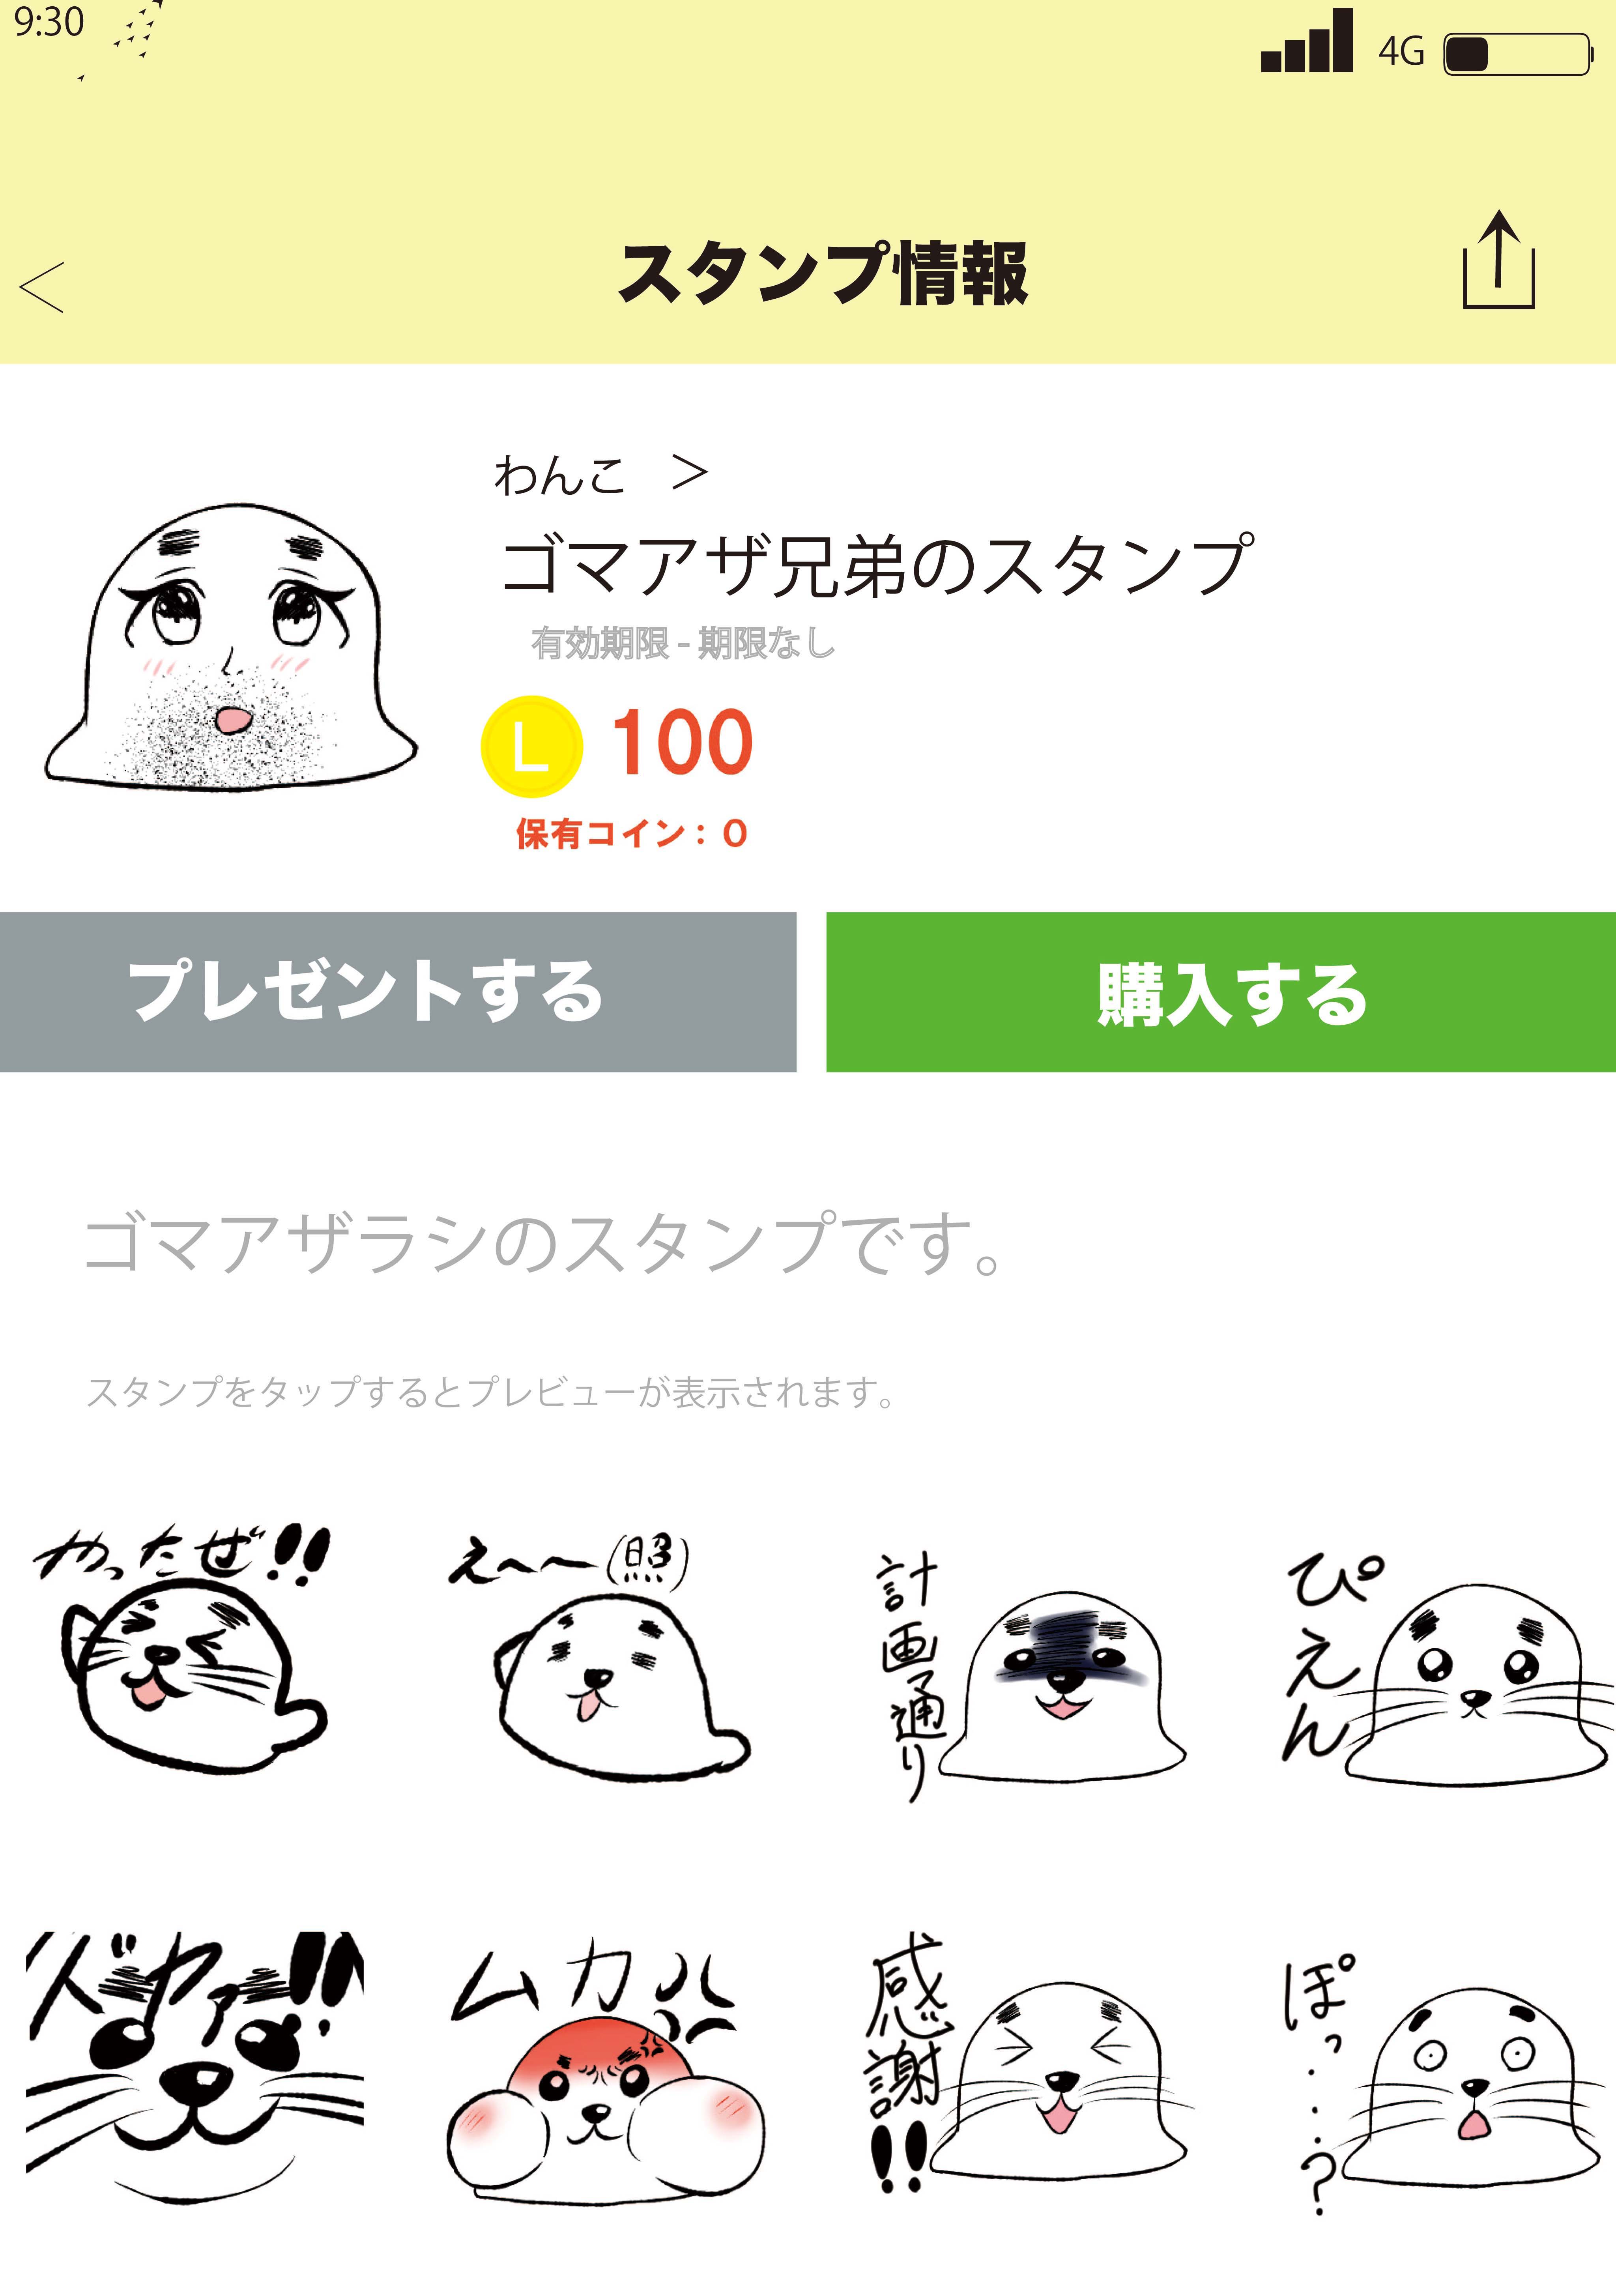 9:30
4G
<
スタンプ情報
わんこ >
ゴマアザ兄弟のスタンプ
有効期限 - 期限なし
L 100
保有コイン: 0
プレゼントする
購入する
ゴマアザラシのスタンプです。
スタンプをタップするとプレビューが表示されます。
やったぜ!!
えへ〜(照)
計画通り
ぴえん
ドヤァ!!
ムカ
感謝!!
ぽっ・・・・?